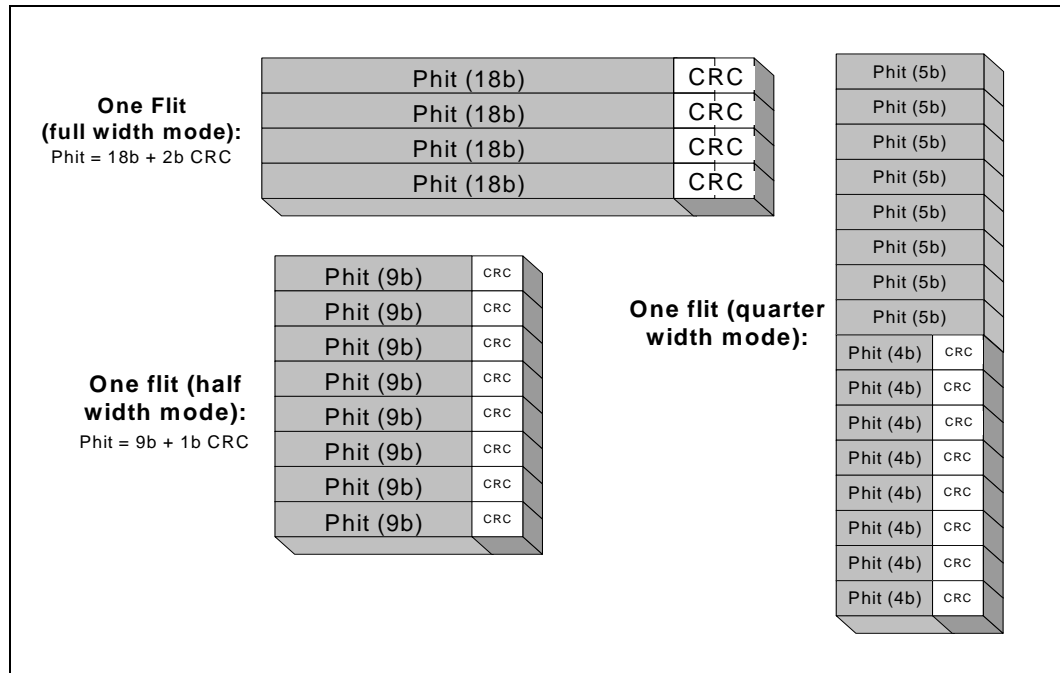 One Flit
(full width mode):
Phit = 18b + 2b CRC
Phit (18b) CRC
Phit (18b) CRC
Phit (18b) CRC
Phit (18b) CRC
One flit (half
width mode):
Phit = 9b + 1b CRC
Phit (9b) CRC
Phit (9b) CRC
Phit (9b) CRC
Phit (9b) CRC
Phit (9b) CRC
Phit (9b) CRC
Phit (9b) CRC
Phit (9b) CRC
One flit (quarter
width mode):
Phit (5b)
Phit (5b)
Phit (5b)
Phit (5b)
Phit (5b)
Phit (5b)
Phit (5b)
Phit (5b)
Phit (4b) CRC
Phit (4b) CRC
Phit (4b) CRC
Phit (4b) CRC
Phit (4b) CRC
Phit (4b) CRC
Phit (4b) CRC
Phit (4b) CRC